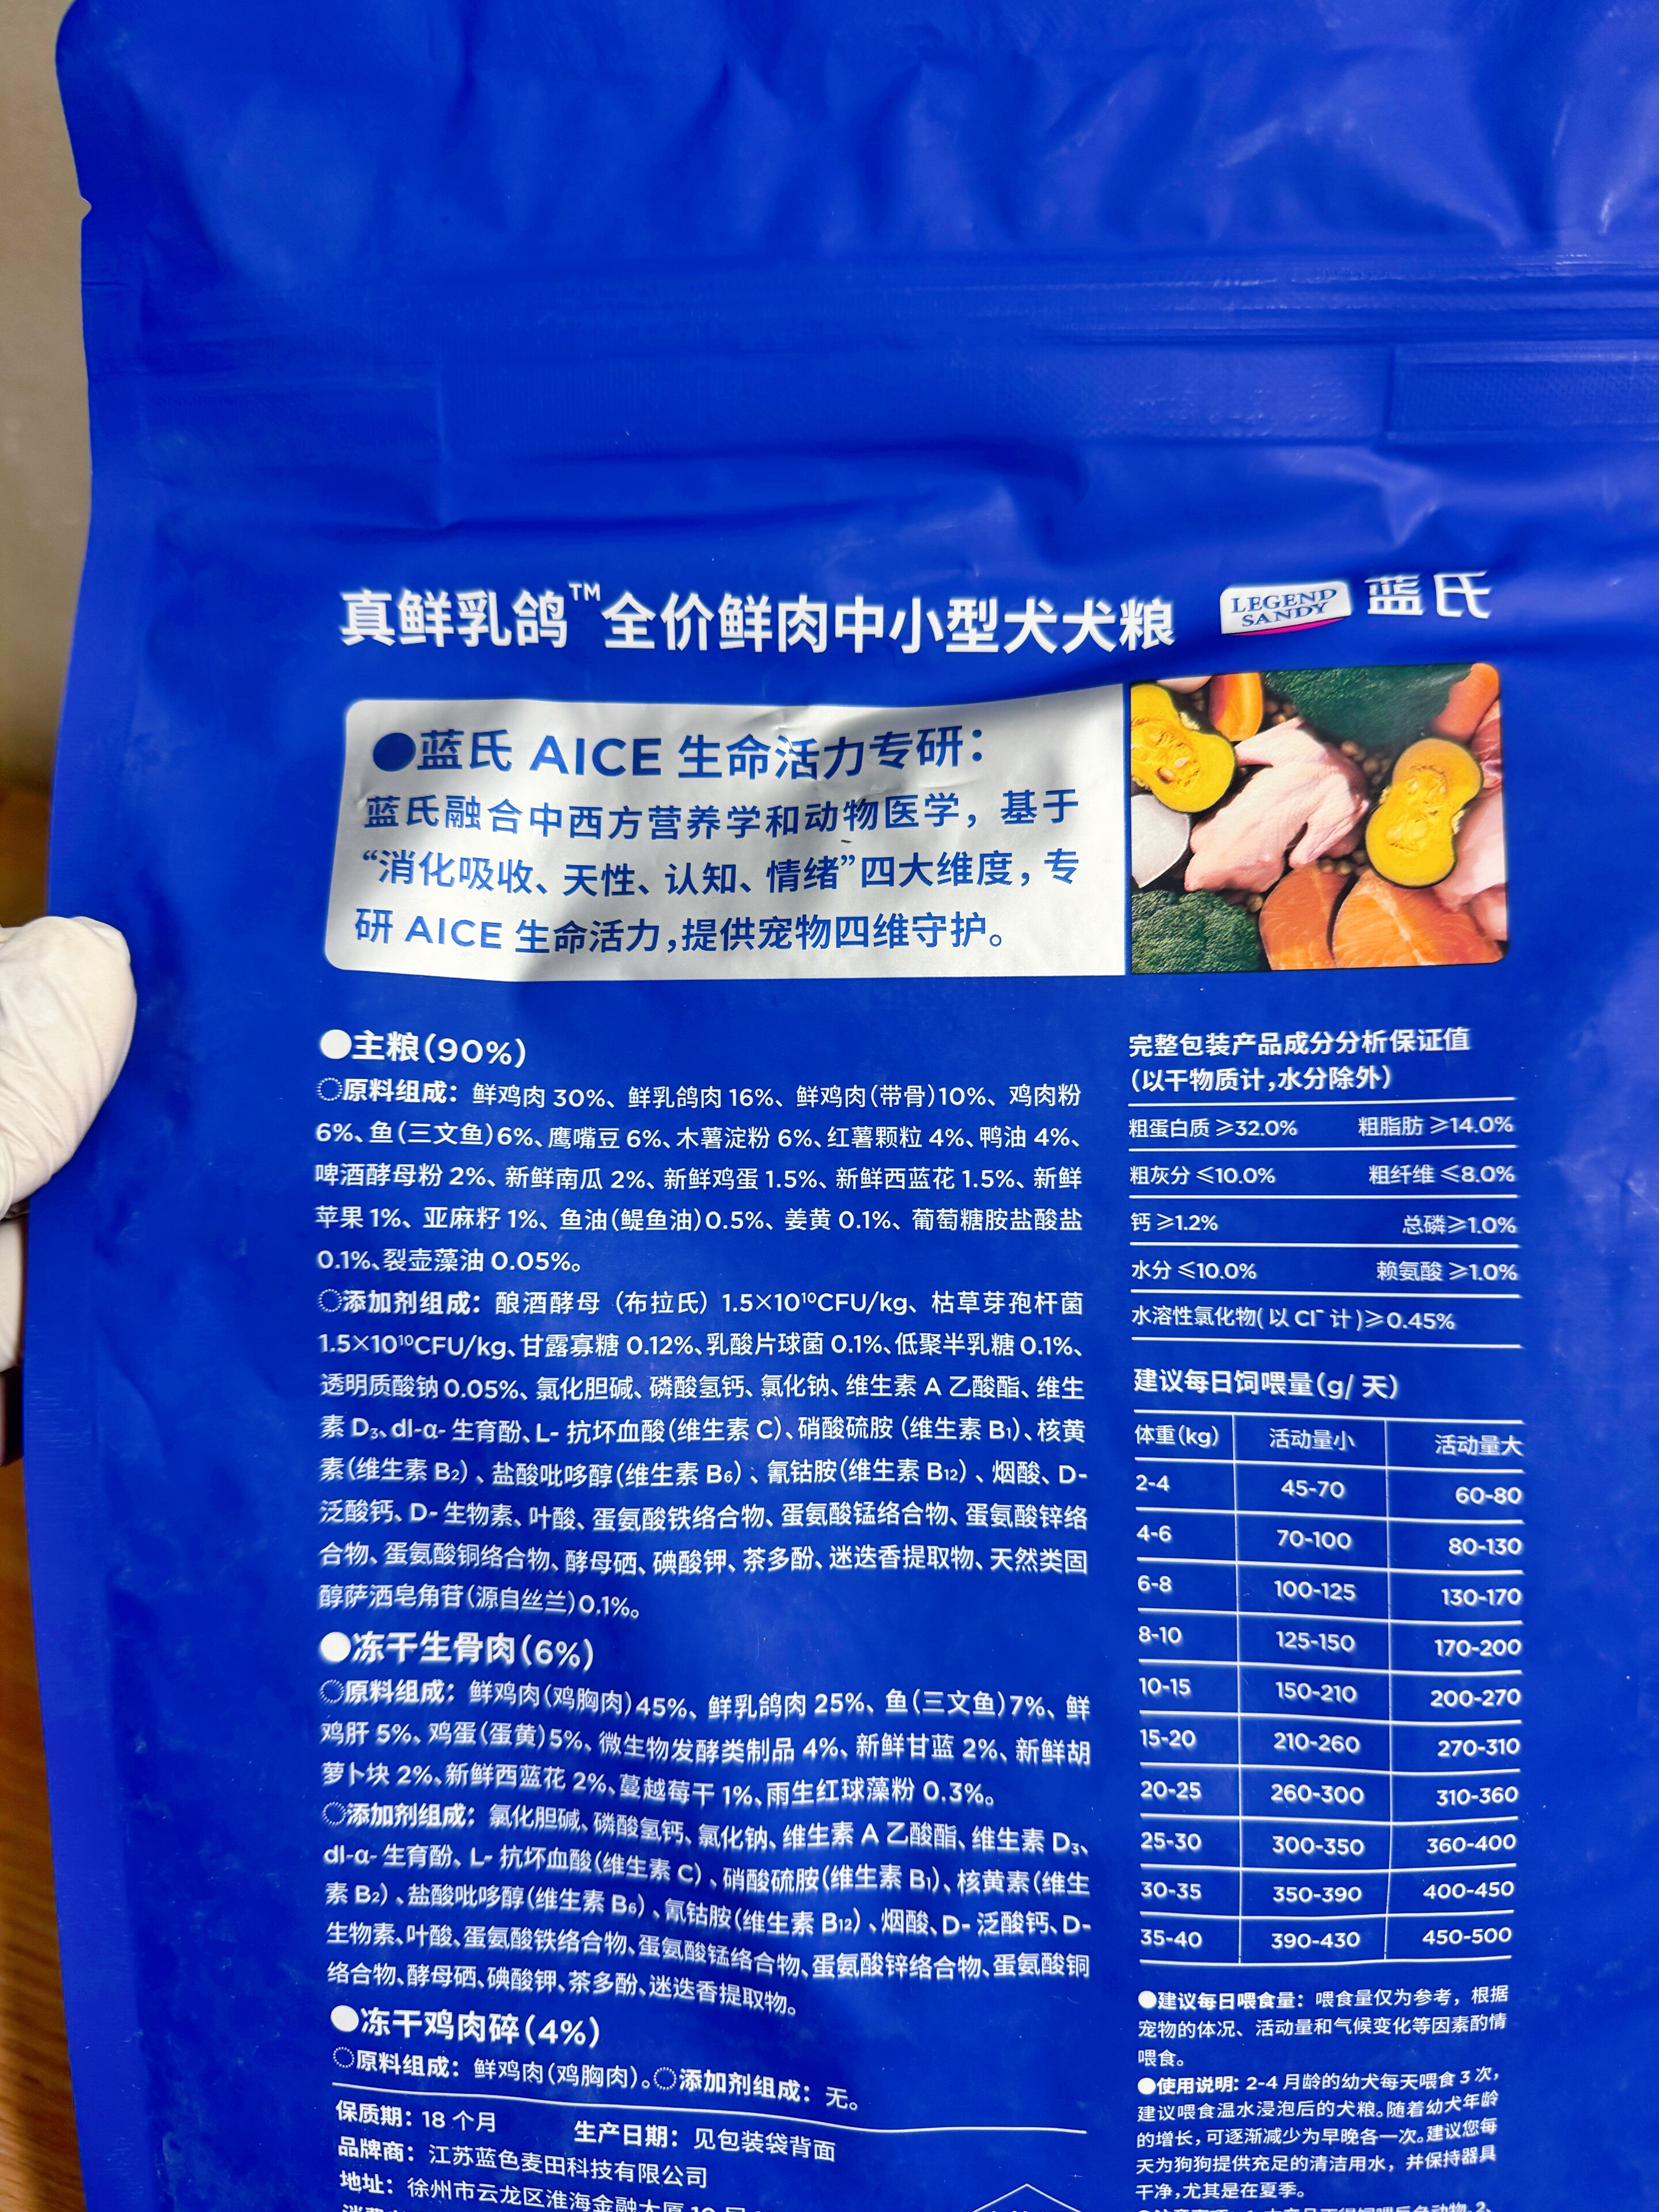 真鲜乳鸽™全价鲜肉中小型犬犬粮
LEGEND SANDY
蓝氏
●蓝氏 AICE 生命活力专研：
蓝氏融合中西方营养学和动物医学，基于
“消化吸收、天性、认知、情绪”四大维度，专
研 AICE 生命活力，提供宠物四维守护。
●主粮(90%)
原料组成：鲜鸡肉 30%、鲜乳鸽肉 16%、鲜鸡肉(带骨)10%、鸡肉粉
6%、鱼(三文鱼)6%、鹰嘴豆 6%、木薯淀粉 6%、红薯颗粒 4%、鸭油 4%、
啤酒酵母粉 2%、新鲜南瓜 2%、新鲜鸡蛋 1.5%、新鲜西蓝花 1.5%、新鲜
苹果 1%、亚麻籽 1%、鱼油(鳀鱼油)0.5%、姜黄 0.1%、葡萄糖胺盐酸盐
0.1%、裂壶藻油 0.05%。
添加剂组成：酿酒酵母（布拉氏）1.5×10¹⁰CFU/kg、枯草芽孢杆菌
1.5×10¹⁰CFU/kg、甘露寡糖 0.12%、乳酸片球菌 0.1%、低聚半乳糖 0.1%、
透明质酸钠 0.05%、氯化胆碱、磷酸氢钙、氯化钠、维生素 A 乙酸酯、维生
素 D₃、dl-α- 生育酚、L- 抗坏血酸(维生素 C)、硝酸硫胺 (维生素 B₁)、核黄
素(维生素 B₂) 、盐酸吡哆醇(维生素 B₆) 、氰钴胺(维生素 B₁₂) 、烟酸、D-
泛酸钙、D- 生物素、叶酸、蛋氨酸铁络合物、蛋氨酸锰络合物、蛋氨酸锌络
合物、蛋氨酸铜络合物、酵母硒、碘酸钾、茶多酚、迷迭香提取物、天然类固
醇萨洒皂角苷(源自丝兰)0.1%。
●冻干生骨肉(6%)
原料组成：鲜鸡肉(鸡胸肉)45%、鲜乳鸽肉 25%、鱼(三文鱼)7%、鲜
鸡肝 5%、鸡蛋(蛋黄)5%、微生物发酵类制品 4%、新鲜甘蓝 2%、新鲜胡
萝卜块 2%、新鲜西蓝花 2%、蔓越莓干 1%、雨生红球藻粉 0.3%。
添加剂组成：氯化胆碱、磷酸氢钙、氯化钠、维生素 A 乙酸酯、维生素 D₃、
dl-α- 生育酚、L- 抗坏血酸(维生素 C) 、硝酸硫胺(维生素 B₁)、核黄素(维生
素 B₂) 、盐酸吡哆醇(维生素 B₆) 、氰钴胺(维生素 B₁₂) 、烟酸、D- 泛酸钙、D-
生物素、叶酸、蛋氨酸铁络合物、蛋氨酸锰络合物、蛋氨酸锌络合物、蛋氨酸铜
络合物、酵母硒、碘酸钾、茶多酚、迷迭香提取物。
●冻干鸡肉碎(4%)
原料组成：鲜鸡肉(鸡胸肉)。添加剂组成：无。
保质期：18 个月 生产日期：见包装袋背面
品牌商：江苏蓝色麦田科技有限公司
地址：徐州市云龙区淮海金融大厦
完整包装产品成分分析保证值
(以干物质计,水分除外)
粗蛋白质 ≥32.0% 粗脂肪 ≥14.0%
粗灰分 ≤10.0% 粗纤维 ≤8.0%
钙 ≥1.2% 总磷≥1.0%
水分 ≤10.0% 赖氨酸 ≥1.0%
水溶性氯化物( 以 Cl⁻ 计 )≥0.45%
建议每日饲喂量(g/ 天)
体重(kg) 活动量小 活动量大
2-4 45-70 60-80
4-6 70-100 80-130
6-8 100-125 130-170
8-10 125-150 170-200
10-15 150-210 200-270
15-20 210-260 270-310
20-25 260-300 310-360
25-30 300-350 360-400
30-35 350-390 400-450
35-40 390-430 450-500
●建议每日喂食量：喂食量仅为参考，根据
宠物的体况、活动量和气候变化等因素酌情
喂食。
●使用说明：2-4 月龄的幼犬每天喂食 3 次，
建议喂食温水浸泡后的犬粮。随着幼犬年龄
的增长，可逐渐减少为早晚各一次。建议您每
天为狗狗提供充足的清洁用水，并保持器具
干净，尤其是在夏季。